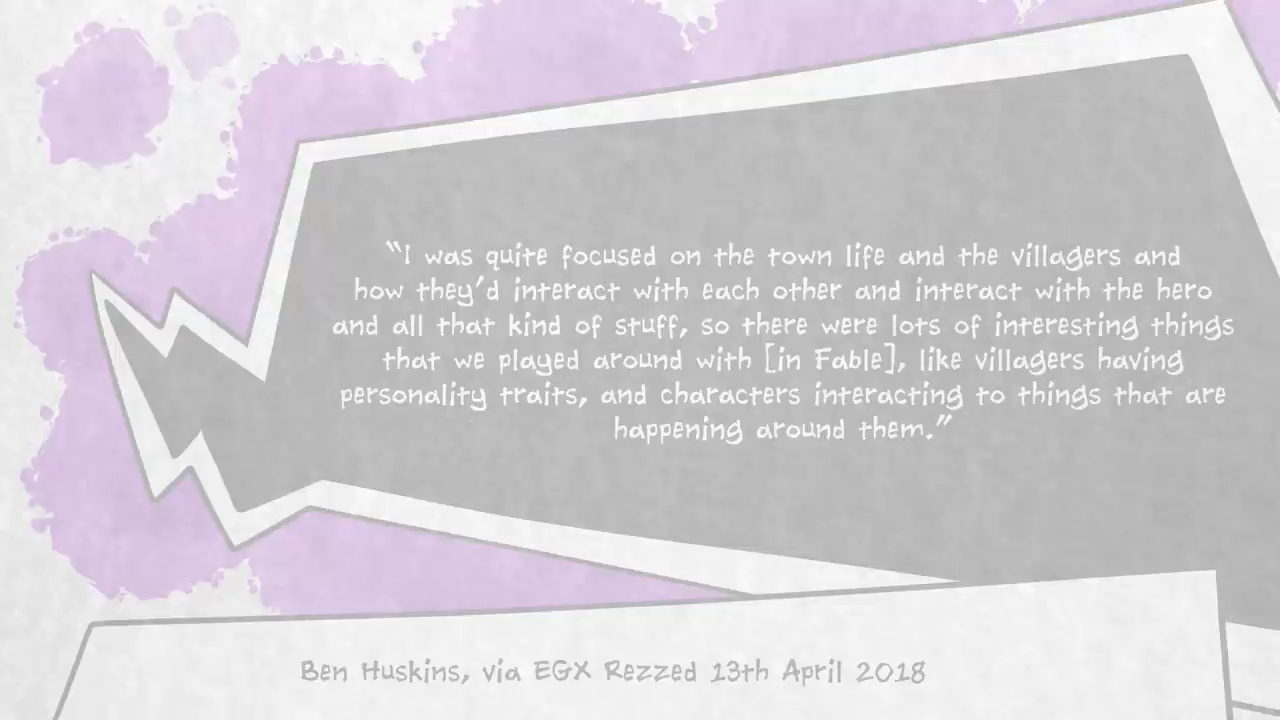 “I was quite focused on the town life and the villagers and
how they’d interact with each other and interact with the hero
and all that kind of stuff, so there were lots of interesting things
that we played around with [in Fable], like villagers having
personality traits, and characters interacting to things that are
happening around them.”
Ben Huskins, via EGX Rezzed 13th April 2018